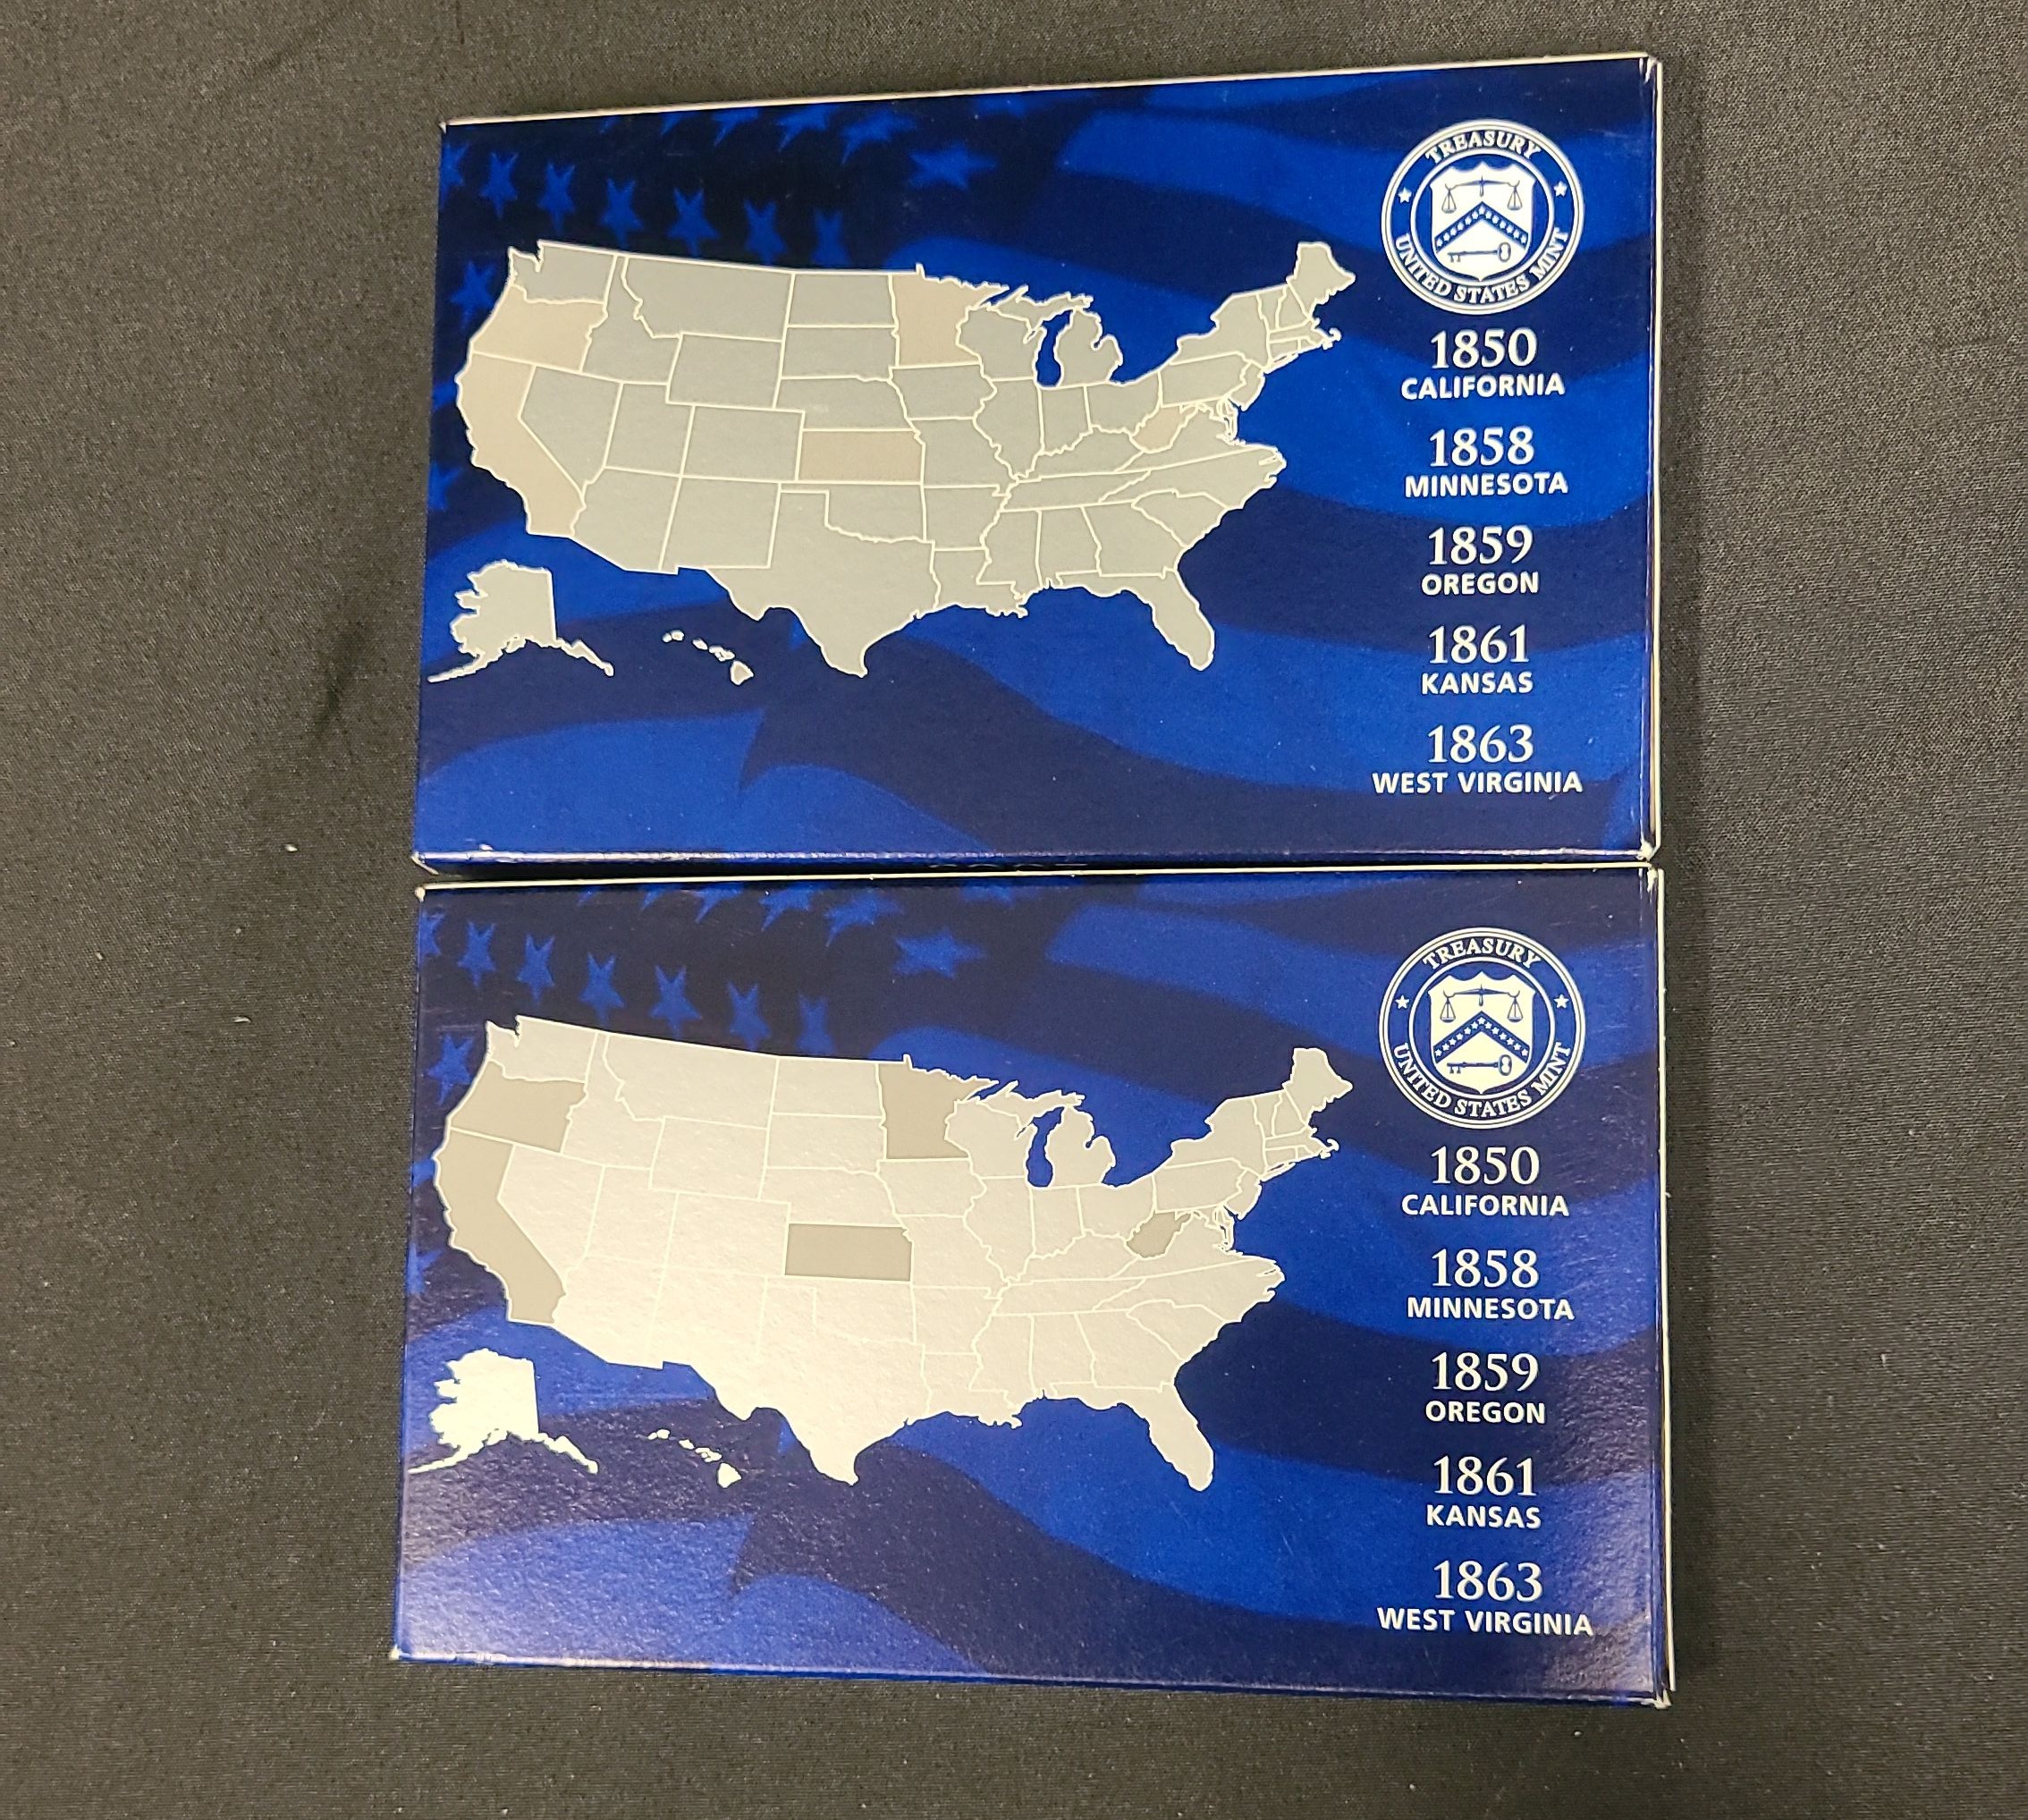 TREASURY
UNITED STATES MINT
1850
CALIFORNIA
1858
MINNESOTA
1859
OREGON
1861
KANSAS
1863
WEST VIRGINIA
TREASURY
UNITED STATES MINT
1850
CALIFORNIA
1858
MINNESOTA
1859
OREGON
1861
KANSAS
1863
WEST VIRGINIA